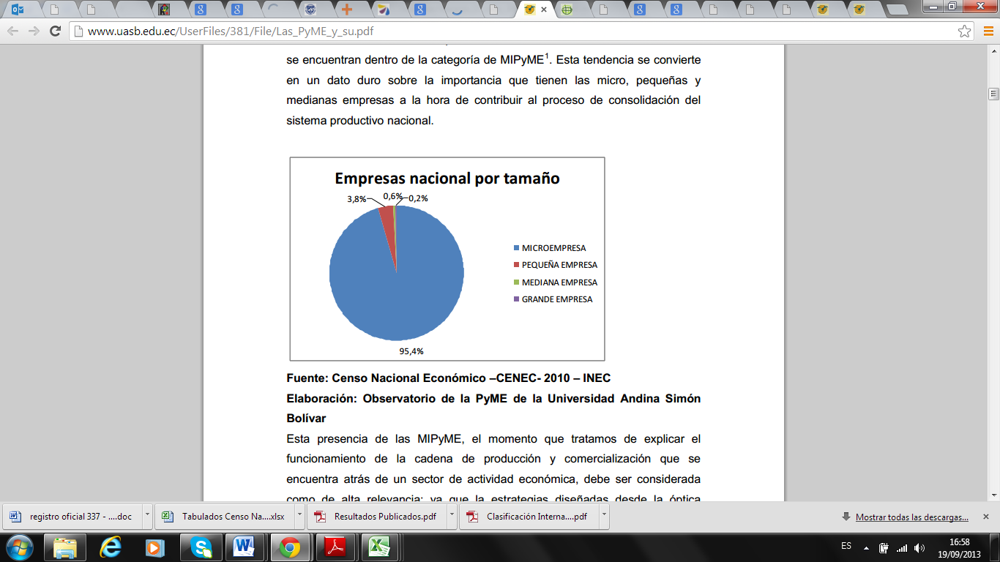 www.uasb.edu.ec/UserFiles/381/File/Las_PyME_y_su.pdf
se encuentran dentro de la categoría de MIPyME1. Esta tendencia se convierte
en un dato duro sobre la importancia que tienen las micro, pequeñas y
medianas empresas a la hora de contribuir al proceso de consolidación del
sistema productivo nacional.
Empresas nacional por tamaño
3,8%
0,6%
0,2%
MICROEMPRESA
PEQUEÑA EMPRESA
MEDIANA EMPRESA
GRANDE EMPRESA
95,4%
Fuente: Censo Nacional Económico –CENEC- 2010 – INEC
Elaboración: Observatorio de la PyME de la Universidad Andina Simón
Bolívar
Esta presencia de las MIPyME, el momento que tratamos de explicar el
funcionamiento de la cadena de producción y comercialización que se
encuentra atrás de un sector de actividad económica, debe ser considerada
como de alta relevancia; ya que la estrategias diseñadas desde la óptica
registro oficial 337 - ....doc
Tabulados Censo Na....xlsx
Resultados Publicados.pdf
Clasificación Interna....pdf
Mostrar todas las descargas...
ES
16:58
19/09/2013